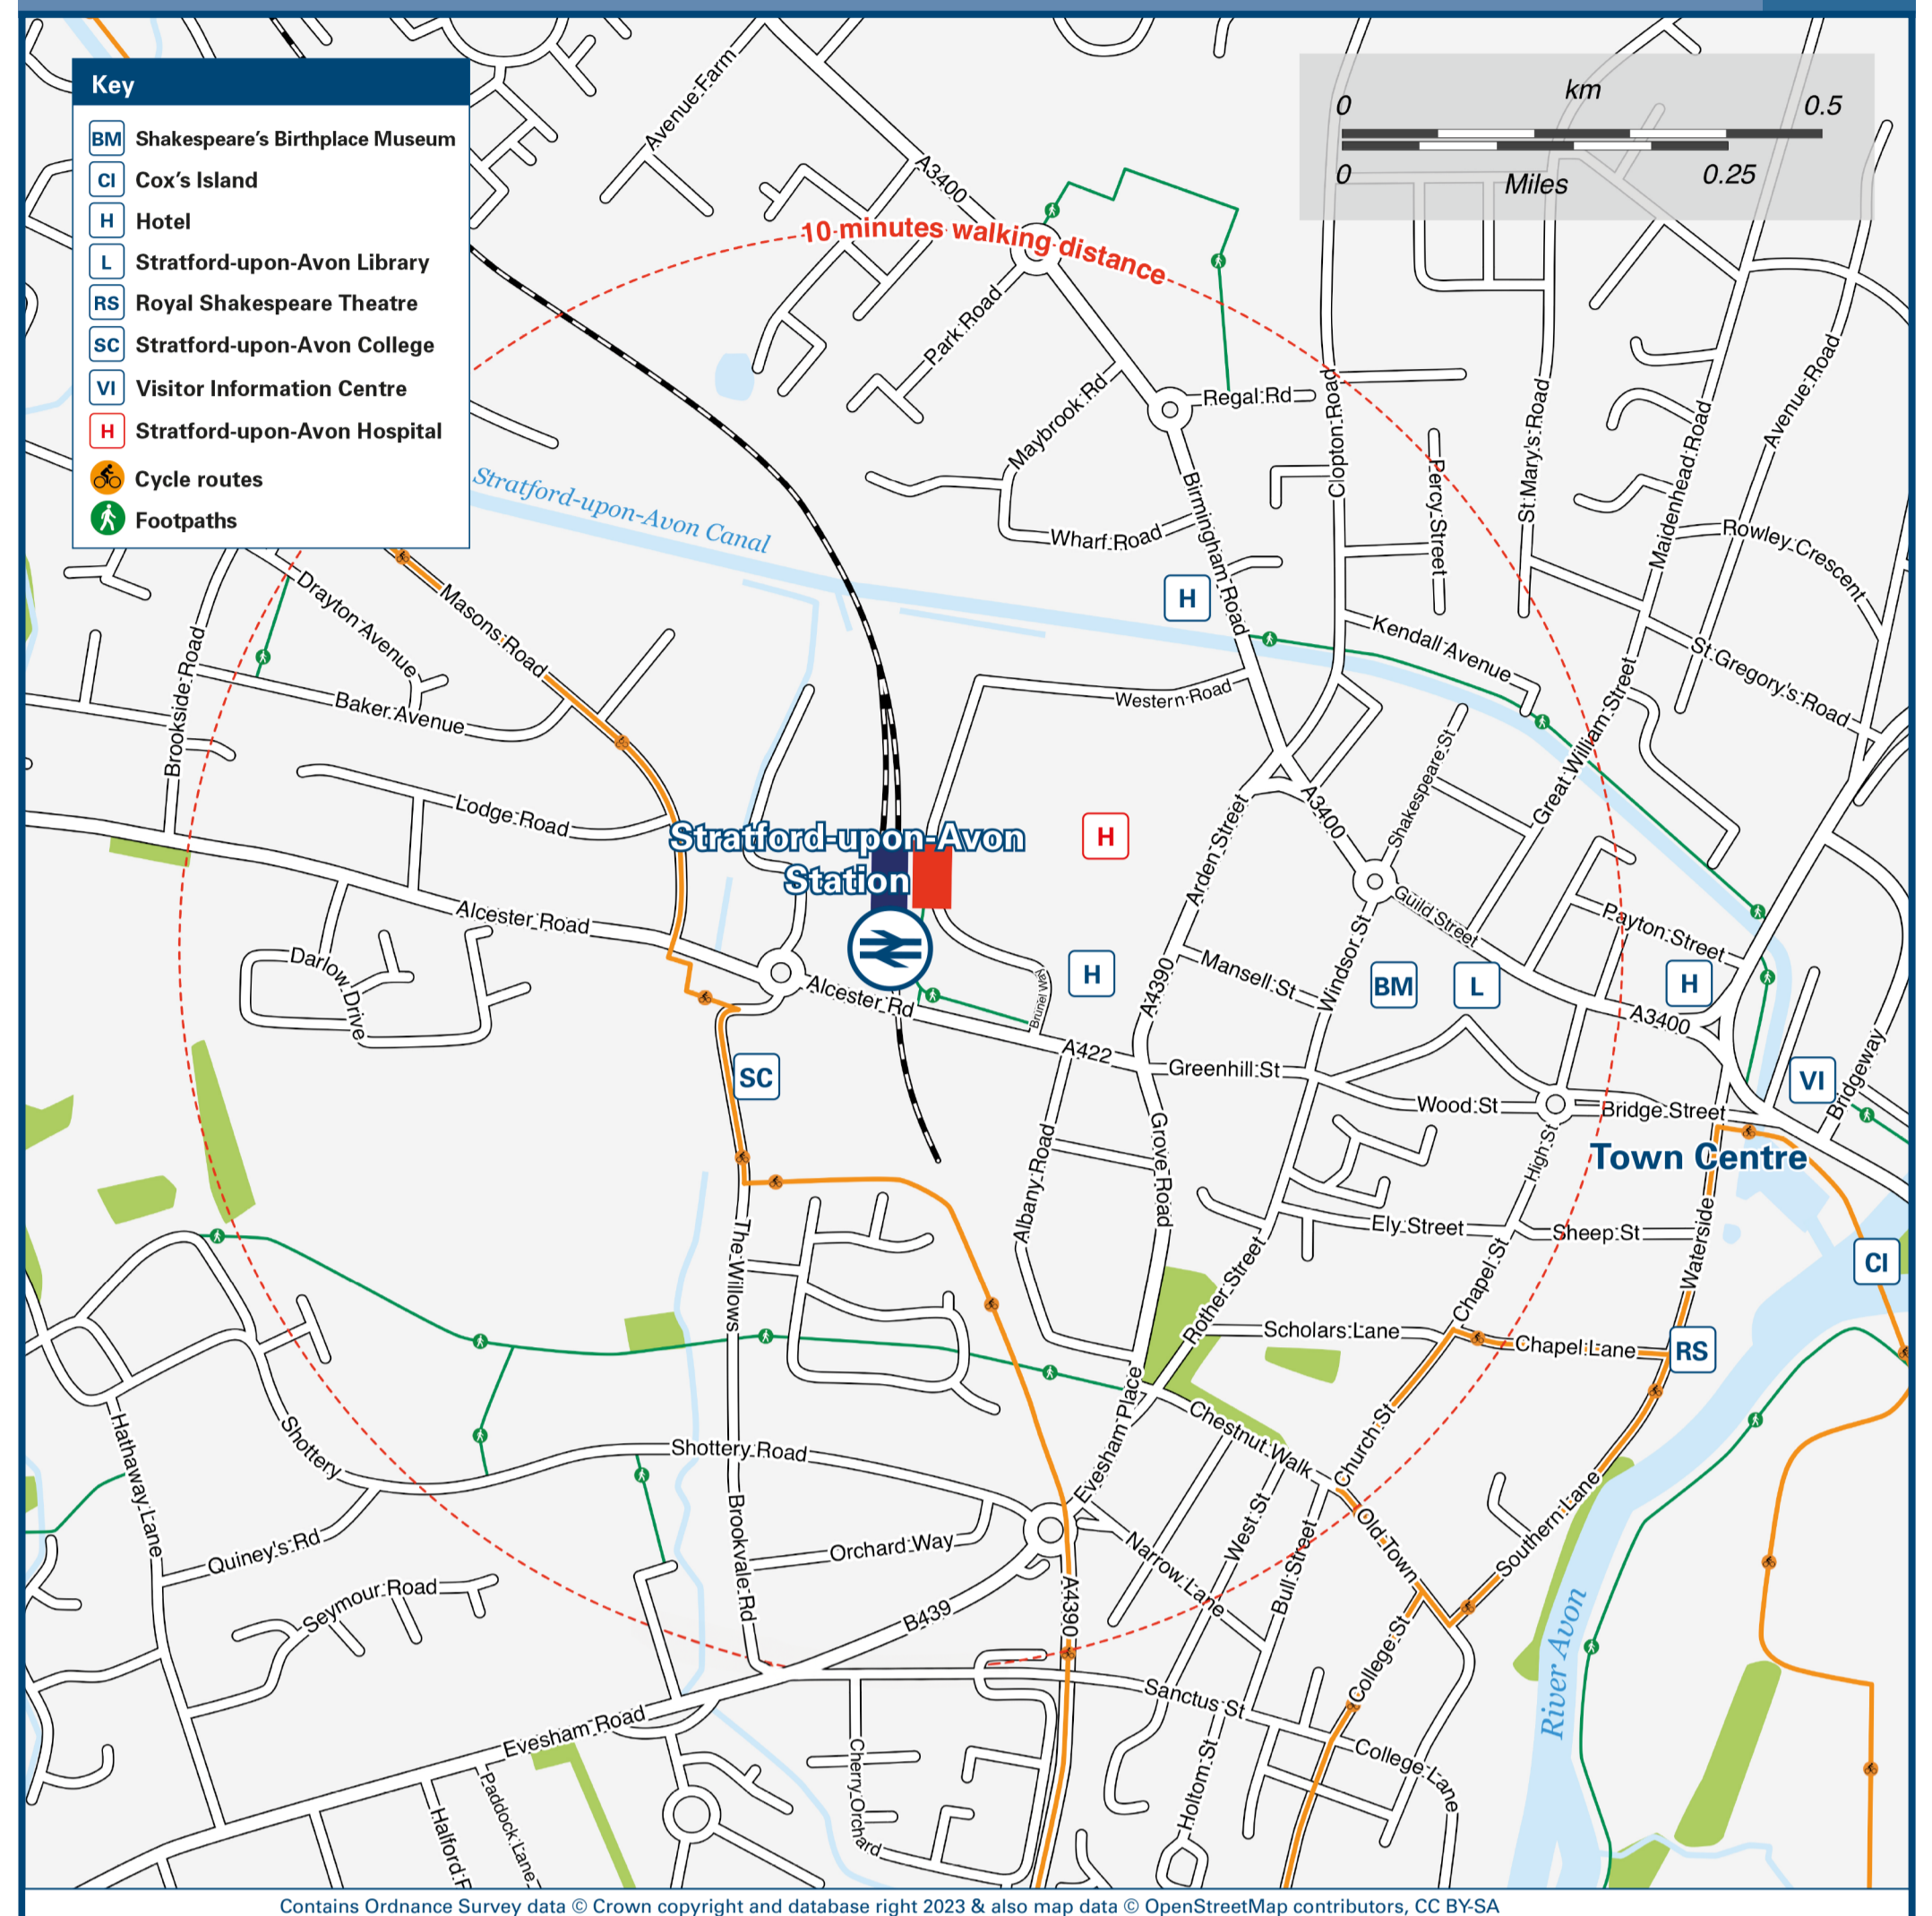 Key
BM Shakespeare's Birthplace Museum
CI Cox's Island
H Hotel
L Stratford-upon-Avon Library
RS Royal Shakespeare Theatre
SC Stratford-upon-Avon College
VI Visitor Information Centre
H Stratford-upon-Avon Hospital
Cycle routes
Footpaths
km
0 0.5
0 0.25
Miles
Avenue Farm
A3400
10 minutes walking distance
Park Road
Maybrook Rd
Regal Rd
Clopton Road
Percy Street
St Mary's Road
Maidenhead Road
Avenue Road
Rowley Crescent
Stratford-upon-Avon Canal
Wharf Road
Birmingham Road
H
Kendall Avenue
St Gregory's Road
Great William Street
Drayton Avenue
Masons Road
Brookside Road
Baker Avenue
Western Road
Shakespeare St
A3400
Lodge Road
Stratford-upon-Avon
Station
H
Arden Street
Guild Street
Payton Street
Alcester Road
Darlow Drive
Alcester Rd
Brunel Way
H
A4390
Mansell St
Windsor St
BM
L
H
A3400
A422
Greenhill St
Wood St
Bridge Street
VI
Bridgeway
SC
Town Centre
High St
Albany Road
Grove Road
Ely Street
Sheep St
Waterside
CI
The Willows
Rother Street
Chapel St
Scholars Lane
Chapel Lane
RS
Hathaway Lane
Shottery
Shottery Road
Evesham Place
Chestnut Walk
Church St
Old Town
Southern Lane
Quiney's Rd
Seymour Road
Brookvale Rd
Orchard Way
B439
A4390
Narrow Lane
West St
Bull Street
College St
River Avon
Evesham Road
Sanctus St
College Lane
Holtom St
Cherry Orchard
Paddock Lane
Contains Ordnance Survey data © Crown copyright and database right 2023 & also map data © OpenStreetMap contributors, CC BY-SA